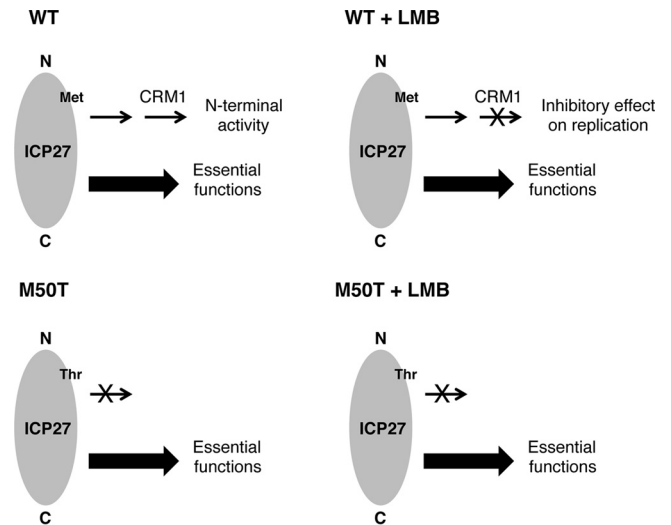 WT
N
Met
CRM1
N-terminal
activity
ICP27
Essential
functions
C
WT + LMB
N
Met
CRM1
X
Inhibitory effect
on replication
ICP27
Essential
functions
C
M50T
N
Thr
X
ICP27
Essential
functions
C
M50T + LMB
N
Thr
X
ICP27
Essential
functions
C